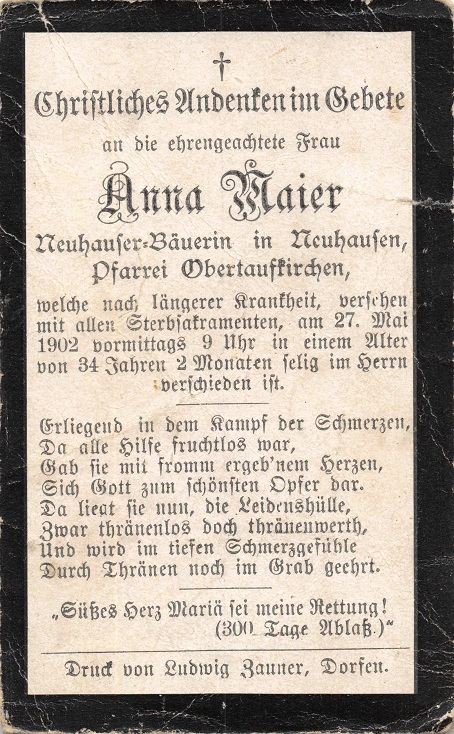 †
Christliches Andenken im Gebete
an die ehrengeachtete Frau
Anna Maier
Neuhauser-Bäuerin in Neuhausen,
Pfarrei Obertaufkirchen,
welche nach längerer Krankheit, versehen
mit allen Sterbsakramenten, am 27. Mai
1902 vormittags 9 Uhr in einem Alter
von 34 Jahren 2 Monaten selig im Herrn
verschieden ist.
Erliegend in dem Kampf der Schmerzen,
Da alle Hilfe fruchtlos war,
Gab sie mit fromm ergeb'nem Herzen,
Sich Gott zum schönsten Opfer dar.
Da liegt sie nun, die Leidenshülle,
Zwar thränenlos doch thränenwerth,
Und wird im tiefen Schmerzgefühle
Durch Thränen noch im Grab geehrt.
„Süßes Herz Mariä sei meine Rettung!
(300 Tage Ablaß.)“
Druck von Ludwig Zauner, Dorfen.